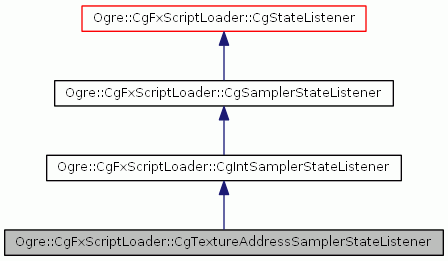 Ogre::CgFxScriptLoader::CgStateListener
Ogre::CgFxScriptLoader::CgSamplerStateListener
Ogre::CgFxScriptLoader::CgIntSamplerStateListener
Ogre::CgFxScriptLoader::CgTextureAddressSamplerStateListener